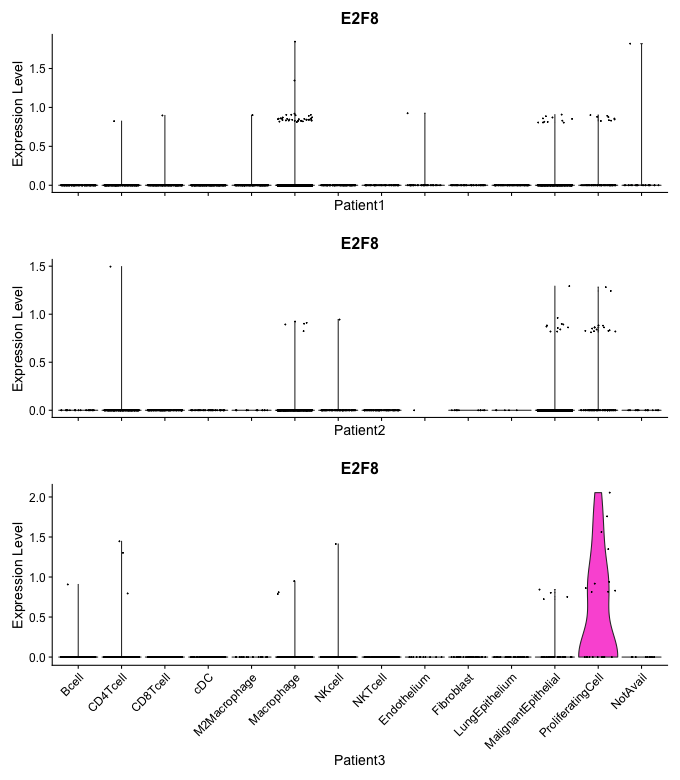 E2F8
Expression Level
1.5
1.0
0.5
0.0
Patient1
E2F8
Expression Level
1.5
1.0
0.5
0.0
Patient2
E2F8
Expression Level
2.0
1.5
1.0
0.5
0.0
Bcell
CD4Tcell
CD8Tcell
cDC
M2Macrophage
Macrophage
NKcell
NKTcell
Endothelium
Fibroblast
LungEpithelium
MalignantEpithelial
ProliferatingCell
NotAvail
Patient3